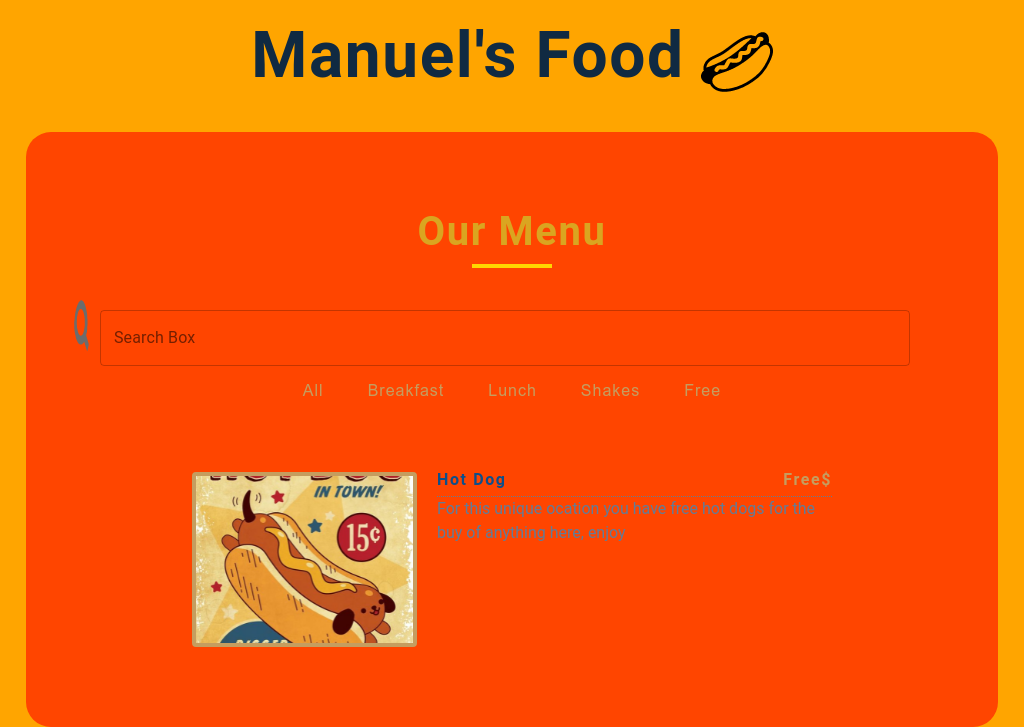 Manuel's Food
Our Menu
Search Box
All Breakfast Lunch Shakes Free
Hot Dog Free$
For this unique ocation you have free hot dogs for the
buy of anything here, enjoy
IN TOWN!
15¢